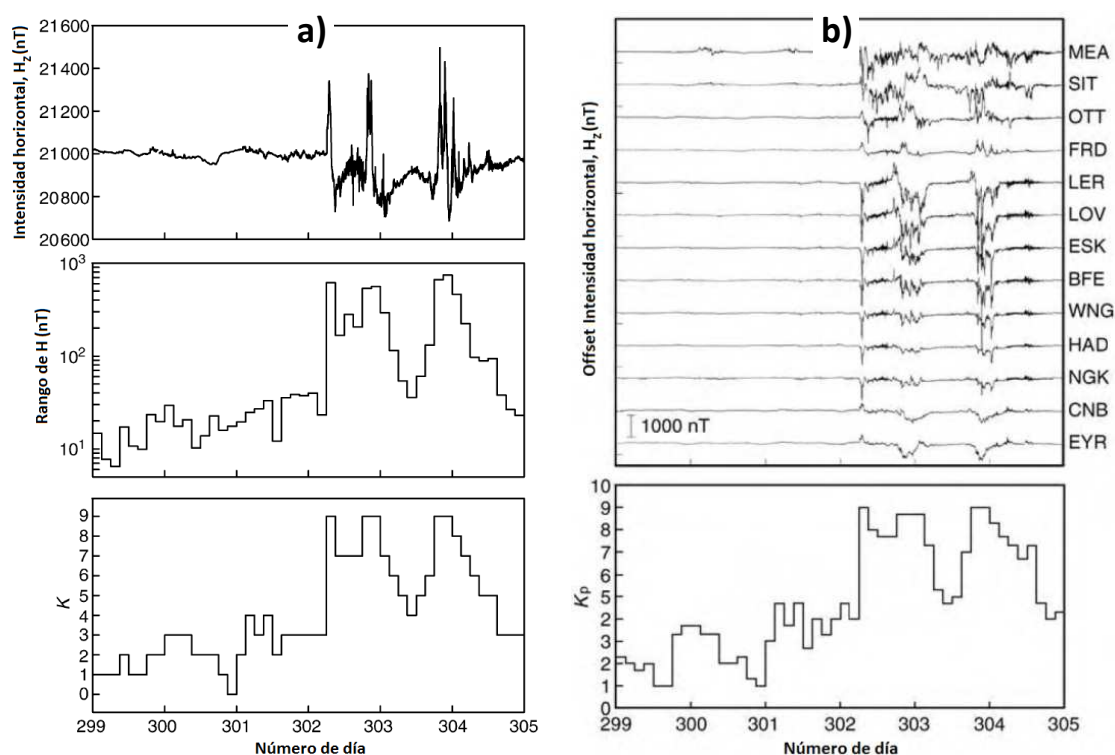 a)
Intensidad horizontal, Hz (nT)
21600
21400
21200
21000
20800
20600
Rango de H (nT)
10³
10²
10¹
K
9
8
7
6
5
4
3
2
1
0
299 300 301 302 303 304 305
Número de día
b)
Offset Intensidad horizontal, Hz (nT)
MEA
SIT
OTT
FRD
LER
LOV
ESK
BFE
WNG
HAD
NGK
CNB
EYR
1000 nT
Kp
10
9
8
7
6
5
2
3
2
1
0
299 300 301 302 303 304 305
Número de día